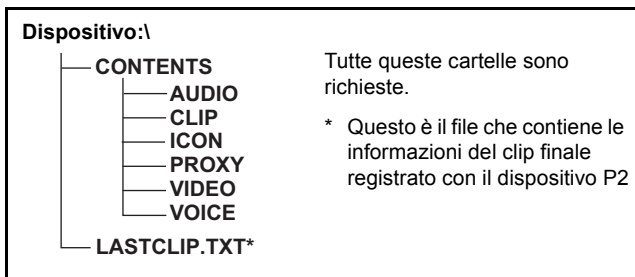 Dispositivo:\
CONTENTS
AUDIO
CLIP
ICON
PROXY
VIDEO
VOICE
LASTCLIP.TXT*
Tutte queste cartelle sono
richieste.
* Questo è il file che contiene le
informazioni del clip finale
registrato con il dispositivo P2